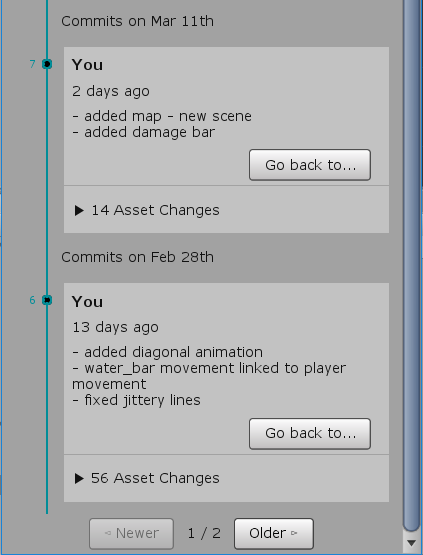 Commits on Mar 11th
7
You
2 days ago
- added map - new scene
- added damage bar
Go back to...
► 14 Asset Changes
Commits on Feb 28th
6
You
13 days ago
- added diagonal animation
- water_bar movement linked to player
movement
- fixed jittery lines
Go back to...
► 56 Asset Changes
◅ Newer 1 / 2 Older ▻